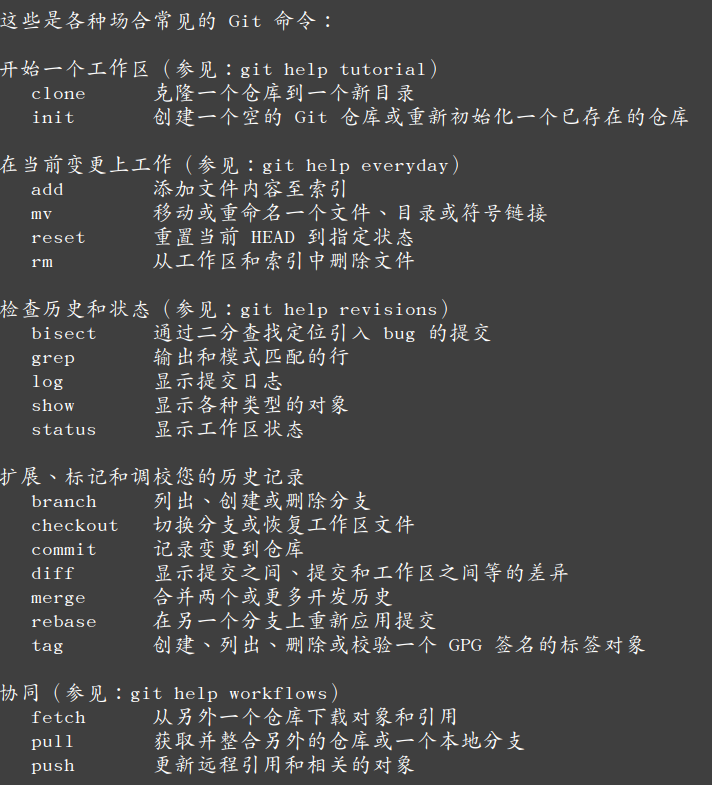 这些是各种场合常见的 Git 命令：
开始一个工作区（参见：git help tutorial）
clone 克隆一个仓库到一个新目录
init 创建一个空的 Git 仓库或重新初始化一个已存在的仓库
在当前变更上工作（参见：git help everyday）
add 添加文件内容至索引
mv 移动或重命名一个文件、目录或符号链接
reset 重置当前 HEAD 到指定状态
rm 从工作区和索引中删除文件
检查历史和状态（参见：git help revisions）
bisect 通过二分查找定位引入 bug 的提交
grep 输出和模式匹配的行
log 显示提交日志
show 显示各种类型的对象
status 显示工作区状态
扩展、标记和调校您的历史记录
branch 列出、创建或删除分支
checkout 切换分支或恢复工作区文件
commit 记录变更到仓库
diff 显示提交之间、提交和工作区之间等的差异
merge 合并两个或更多开发历史
rebase 在另一个分支上重新应用提交
tag 创建、列出、删除或校验一个 GPG 签名的标签对象
协同（参见：git help workflows）
fetch 从另外一个仓库下载对象和引用
pull 获取并整合另外的仓库或一个本地分支
push 更新远程引用和相关的对象